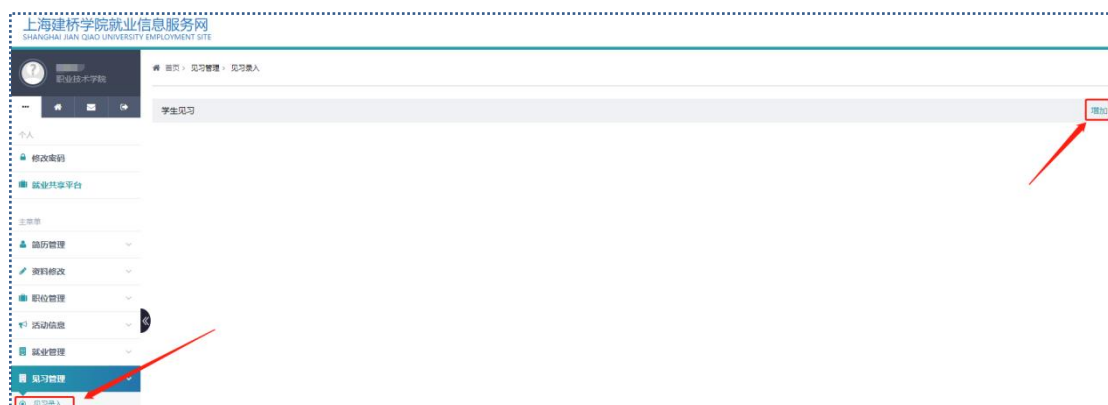 上海建桥学院就业信息服务网
SHANGHAI JIAN QIAO UNIVERSITY EMPLOYMENT SITE
职业技术学院
首页 > 见习管理 > 见习录入
学生见习
增加
个人
修改密码
就业共享平台
主菜单
简历管理
资料修改
职位管理
活动信息
就业管理
见习管理
见习录入